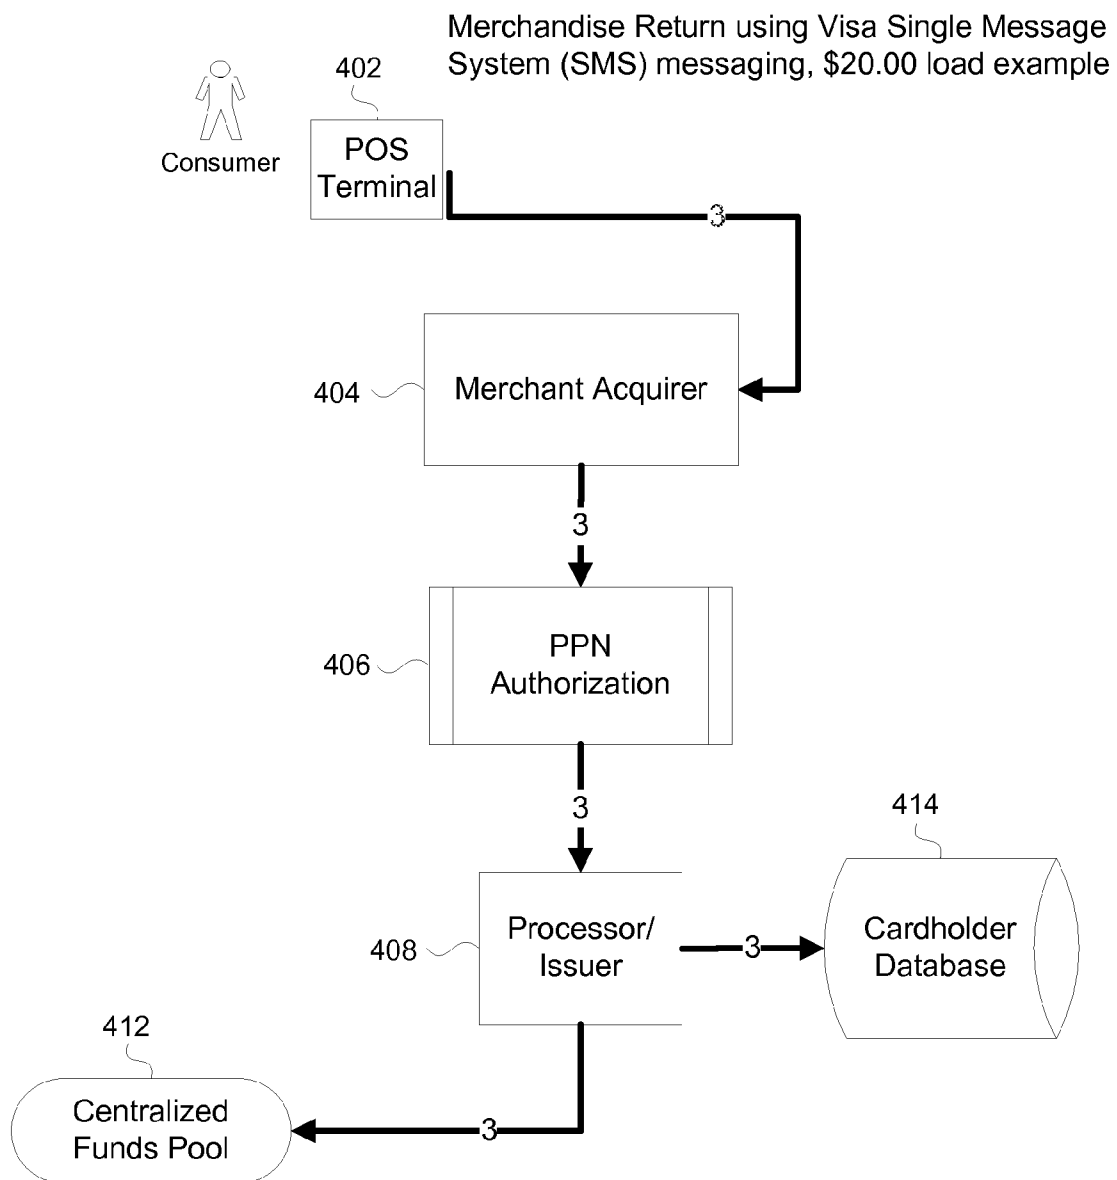 Merchandise Return using Visa Single Message
System (SMS) messaging, $20.00 load example
402
Consumer
POS
Terminal
3
404
Merchant Acquirer
3
406
PPN
Authorization
3
414
408
Processor/
Issuer
3
Cardholder
Database
412
Centralized
Funds Pool
3